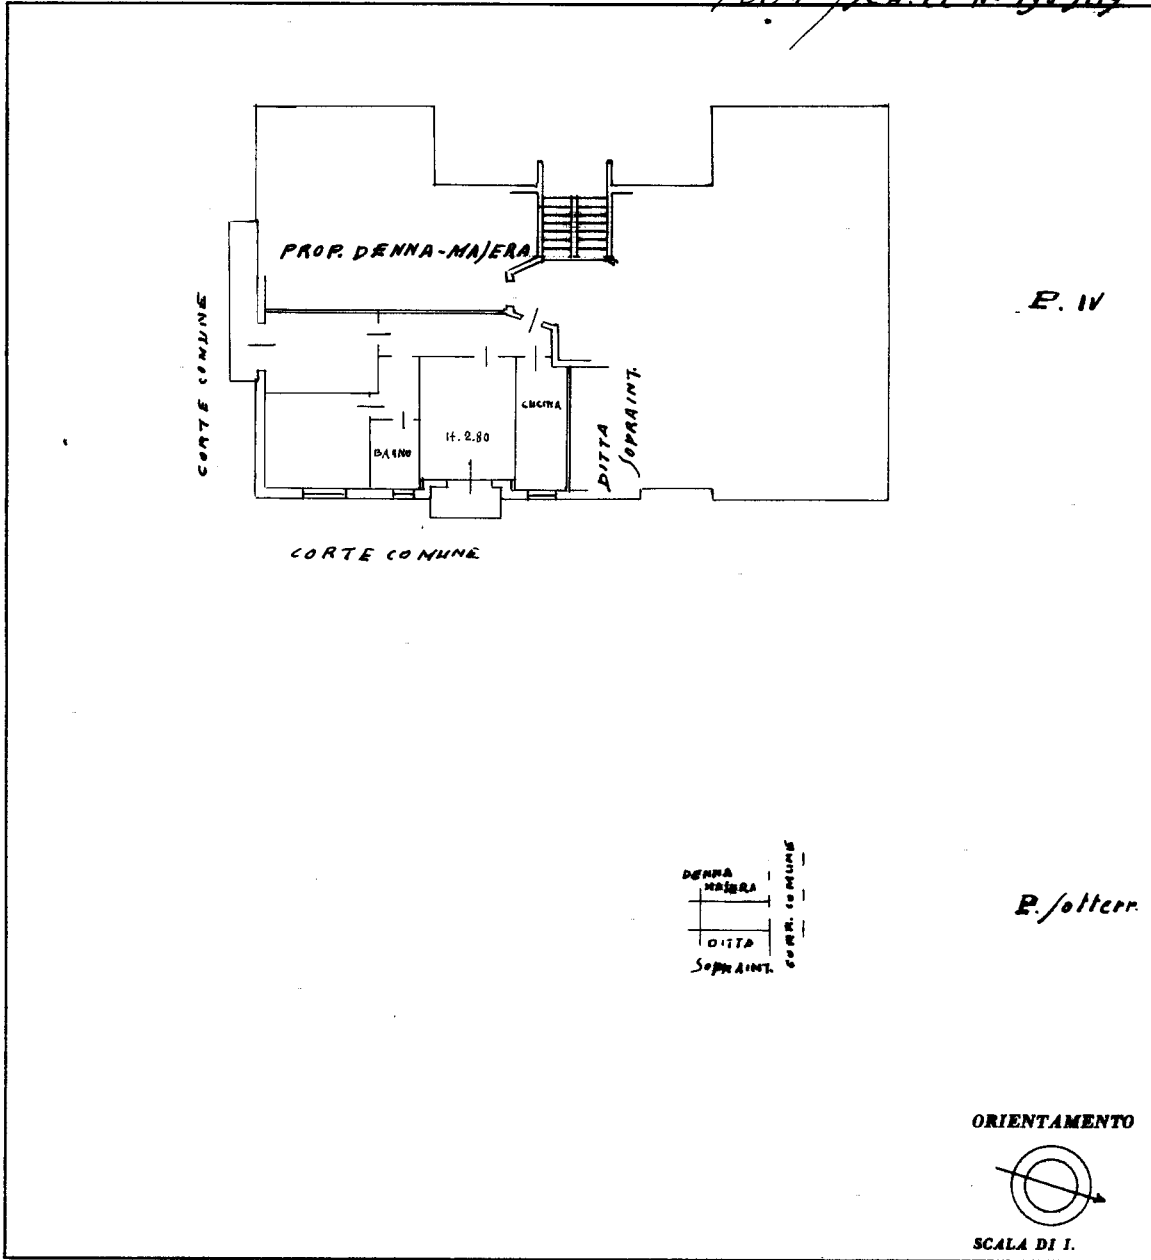 PROP. DENNA-MAJERA
P. IV
CORTE COMUNE
CUCINA
H. 2.80
BAGNO
DITTA
SOPRAINT.
CORTE COMUNE
DENNA
MAJERA
CORR. COMUNE
P. Sotterr.
DITTA
SOPRAINT.
ORIENTAMENTO
SCALA DI 1.